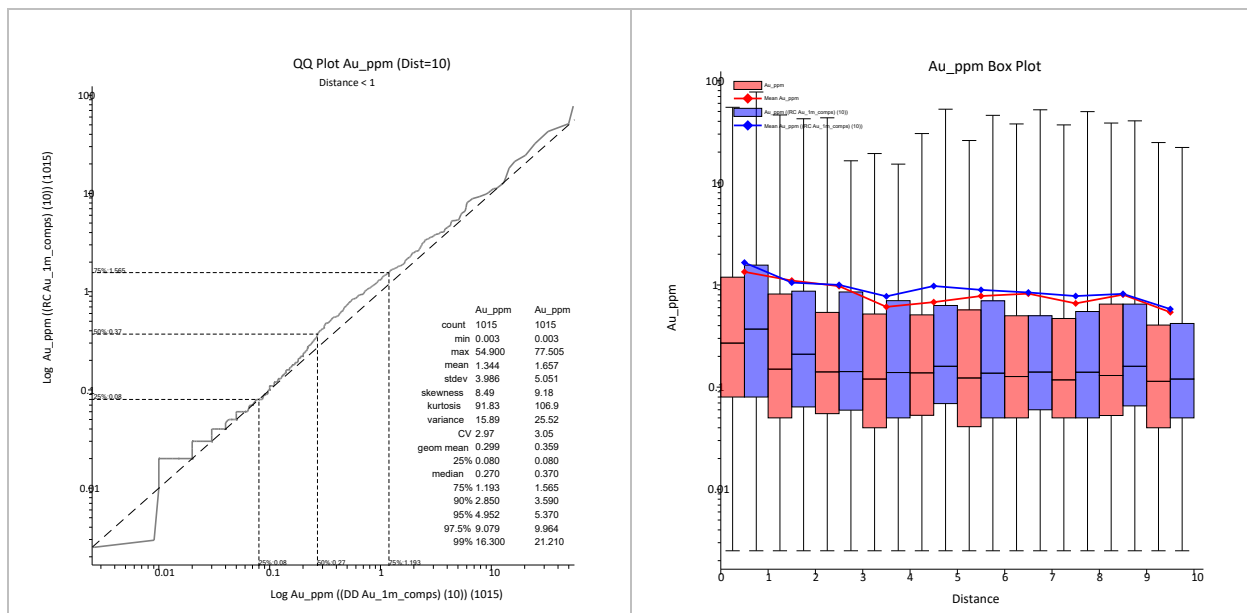 QQ Plot Au_ppm (Dist=10)
Distance < 1
Log Au_ppm ((RC Au_1m_comps) (10)) (1015)
100
10
1
0.1
0.01
75%:1.565
50%:0.37
25%:0.08
Au_ppm Au_ppm
count 1015 1015
min 0.003 0.003
max 54.900 77.505
mean 1.344 1.657
stdev 3.986 5.051
skewness 8.49 9.18
kurtosis 91.83 106.9
variance 15.89 25.52
CV 2.97 3.05
geom mean 0.299 0.359
25% 0.080 0.080
median 0.270 0.370
75% 1.193 1.565
90% 2.850 3.590
95% 4.952 5.370
97.5% 9.079 9.964
99% 16.300 21.210
25%:0.08 50%:0.27 75%:1.193
0.01 0.1 1 10
Log Au_ppm ((DD Au_1m_comps) (10)) (1015)
Au_ppm Box Plot
Au_ppm
Mean Au_ppm
Au_ppm ((RC Au_1m_comps) (10))
Mean Au_ppm ((RC Au_1m_comps) (10))
Au_ppm
100
10
1
0.1
0.01
0 1 2 3 4 5 6 7 8 9 10
Distance